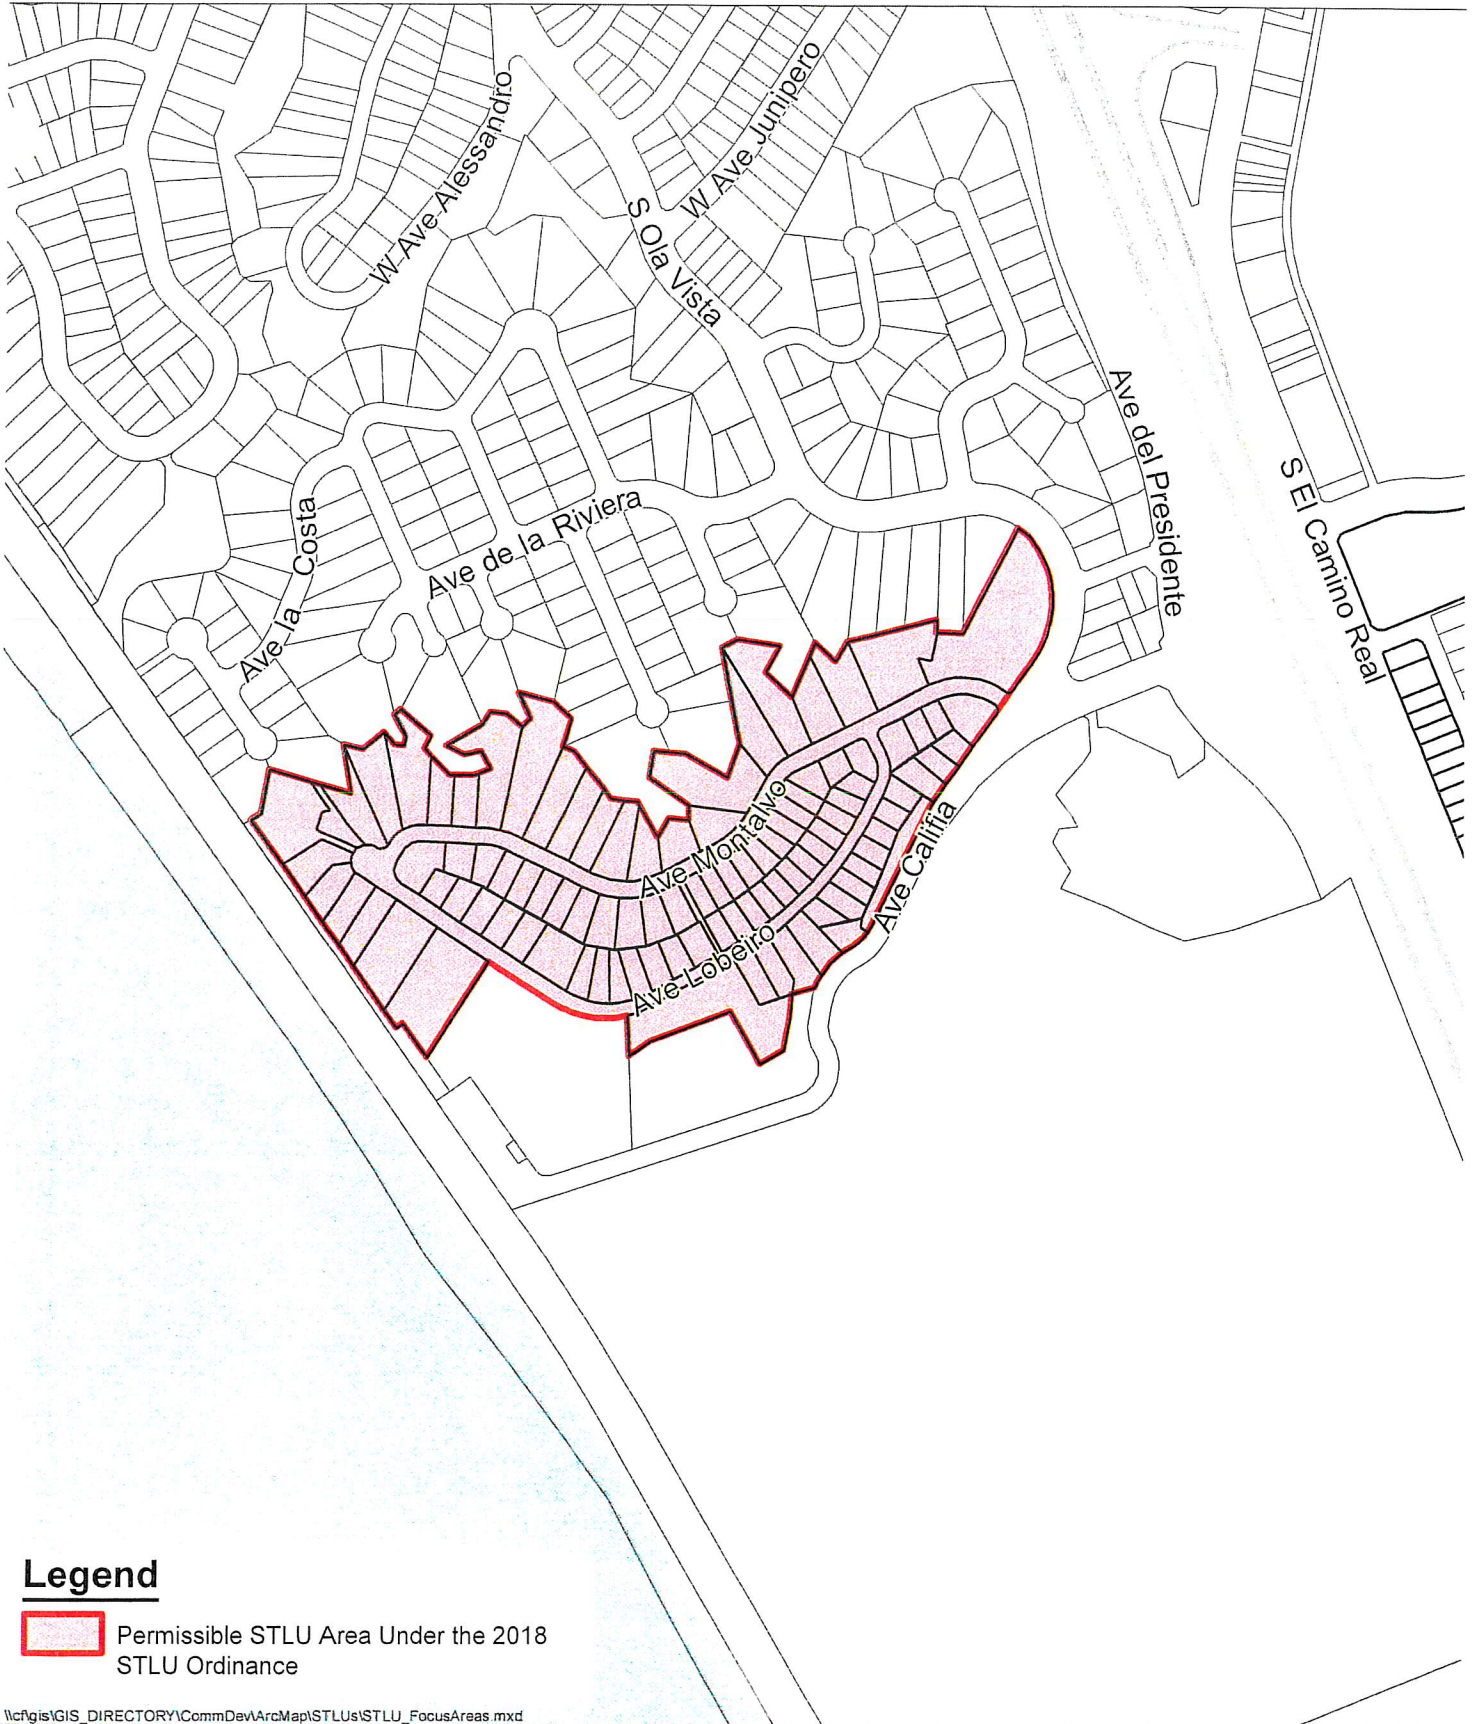 W Ave Alessandro
W Ave Junipero
S Ola Vista
Ave del Presidente
S El Camino Real
Ave de la Riviera
Ave la Costa
Ave Montalvo
Ave Califia
Ave Lobeiro
Legend
Permissible STLU Area Under the 2018
STLU Ordinance
\\cf\gis\GIS_DIRECTORY\CommDev\ArcMap\STLUs\STLU_FocusAreas.mxd